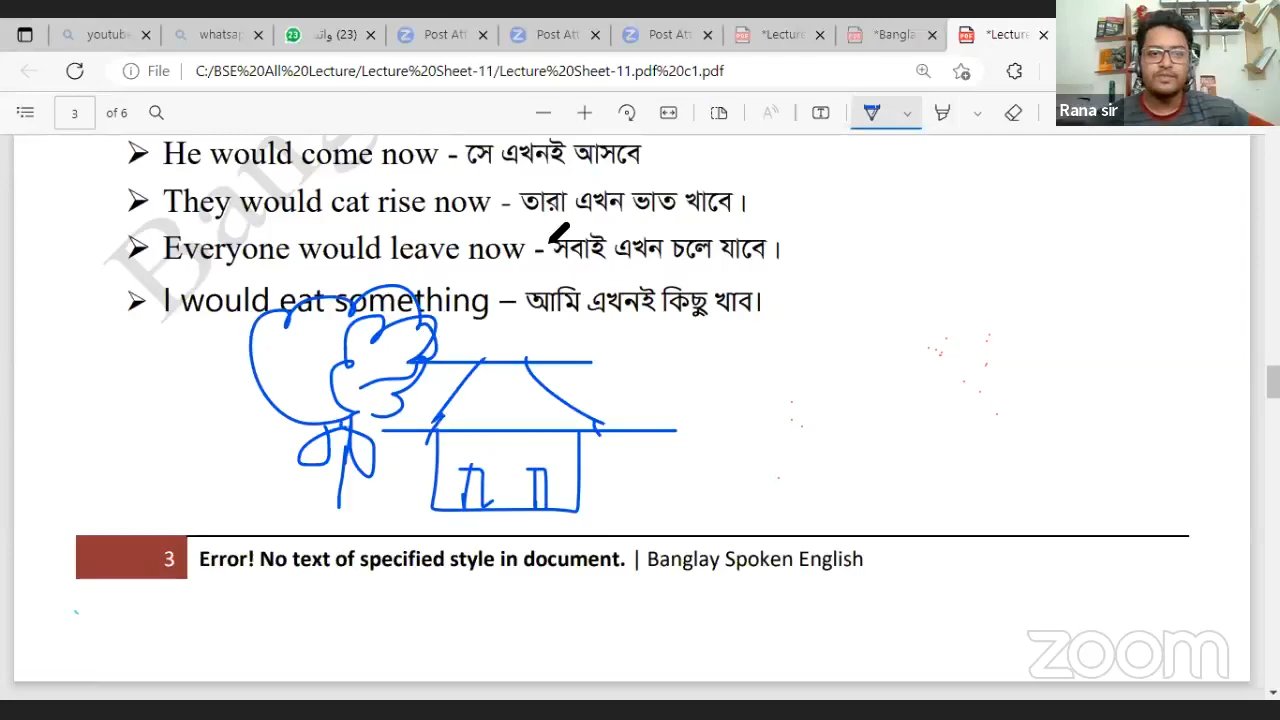 youtube
whatsap
23
(23) وات
Post Att
Post Att
Post Att
*Lecture
*Bangla
*Lecture
File
C:/BSE%20All%20Lecture/Lecture%20Sheet-11/Lecture%20Sheet-11.pdf%20c1.pdf
3 of 6
Rana sir
Bang
➢ He would come now - সে এখনই আসবে
➢ They would cat rise now - তারা এখন ভাত খাবে।
➢ Everyone would leave now - সবাই এখন চলে যাবে।
➢ I would eat something – আমি এখনই কিছু খাব।
3 Error! No text of specified style in document. | Banglay Spoken English
zoom